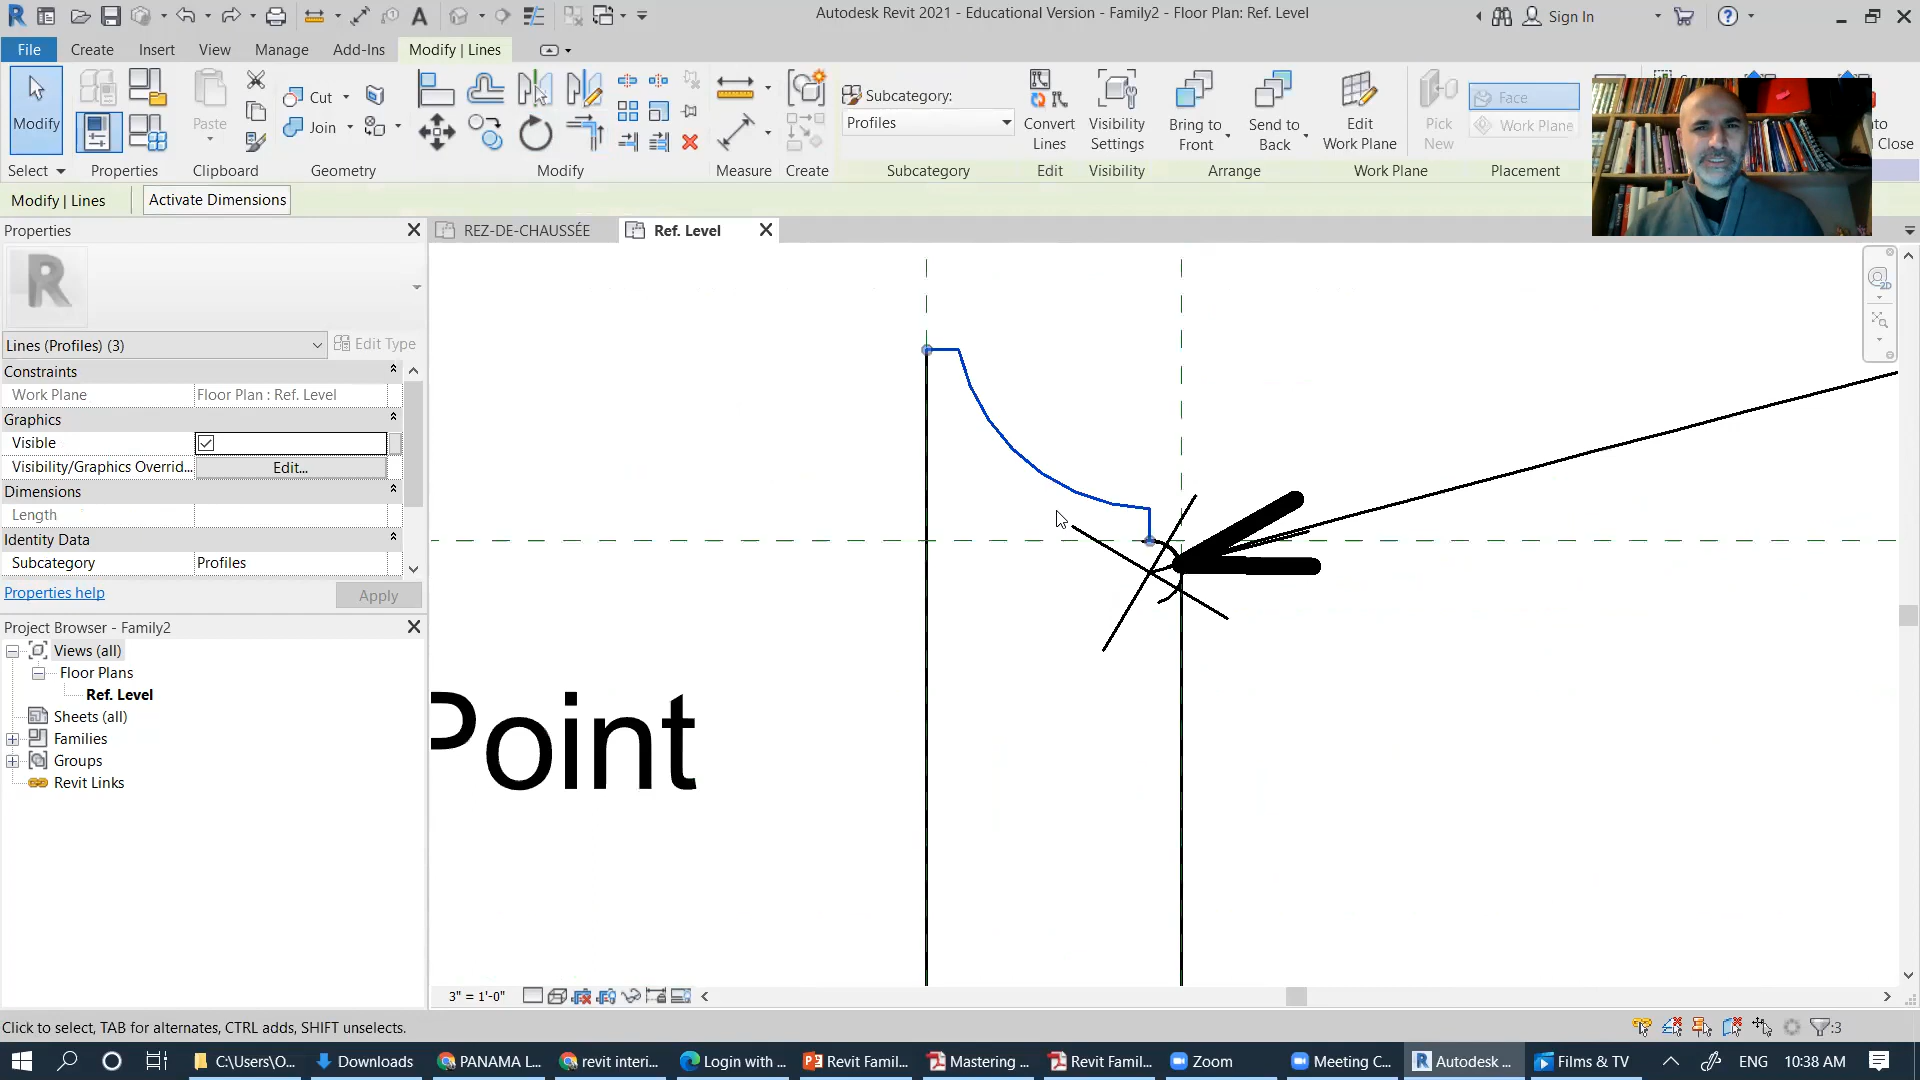 Autodesk Revit 2021 - Educational Version - Family2 - Floor Plan: Ref. Level
Sign In
File Create Insert View Manage Add-Ins Modify | Lines
Modify
Paste
Cut
Join
Subcategory:
Profiles
Convert Lines
Visibility Settings
Bring to Front
Send to Back
Edit Work Plane
Pick New
Face
Work Plane
Close
Select Properties Clipboard Geometry Modify Measure Create Subcategory Edit Visibility Arrange Work Plane Placement
Modify | Lines Activate Dimensions
Properties
REZ-DE-CHAUSSÉE Ref. Level
R
Lines (Profiles) (3) Edit Type
Constraints
Work Plane Floor Plan : Ref. Level
Graphics
Visible
Visibility/Graphics Overrid... Edit...
Dimensions
Length
Identity Data
Subcategory Profiles
Properties help Apply
Project Browser - Family2
Views (all)
Floor Plans
Ref. Level
Sheets (all)
Families
Groups
Revit Links
Point
3" = 1'-0"
Click to select, TAB for alternates, CTRL adds, SHIFT unselects.
:3
C:\Users\O... Downloads PANAMA L... revit interi... Login with ... Revit Famil... Mastering ... Revit Famil... Zoom Meeting C... Autodesk ... Films & TV ENG 10:38 AM